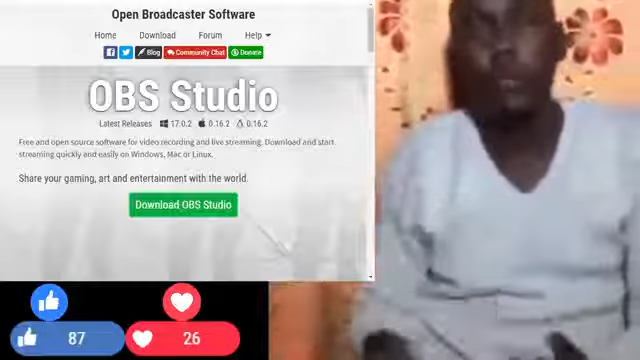 Open Broadcaster Software
Home Download Forum Help
Blog Community Chat Donate
OBS Studio
Latest Releases 17.0.2 0.16.2 0.16.2
Free and open source software for video recording and live streaming. Download and start
streaming quickly and easily on Windows, Mac or Linux.
Share your gaming, art and entertainment with the world.
Download OBS Studio
87 26